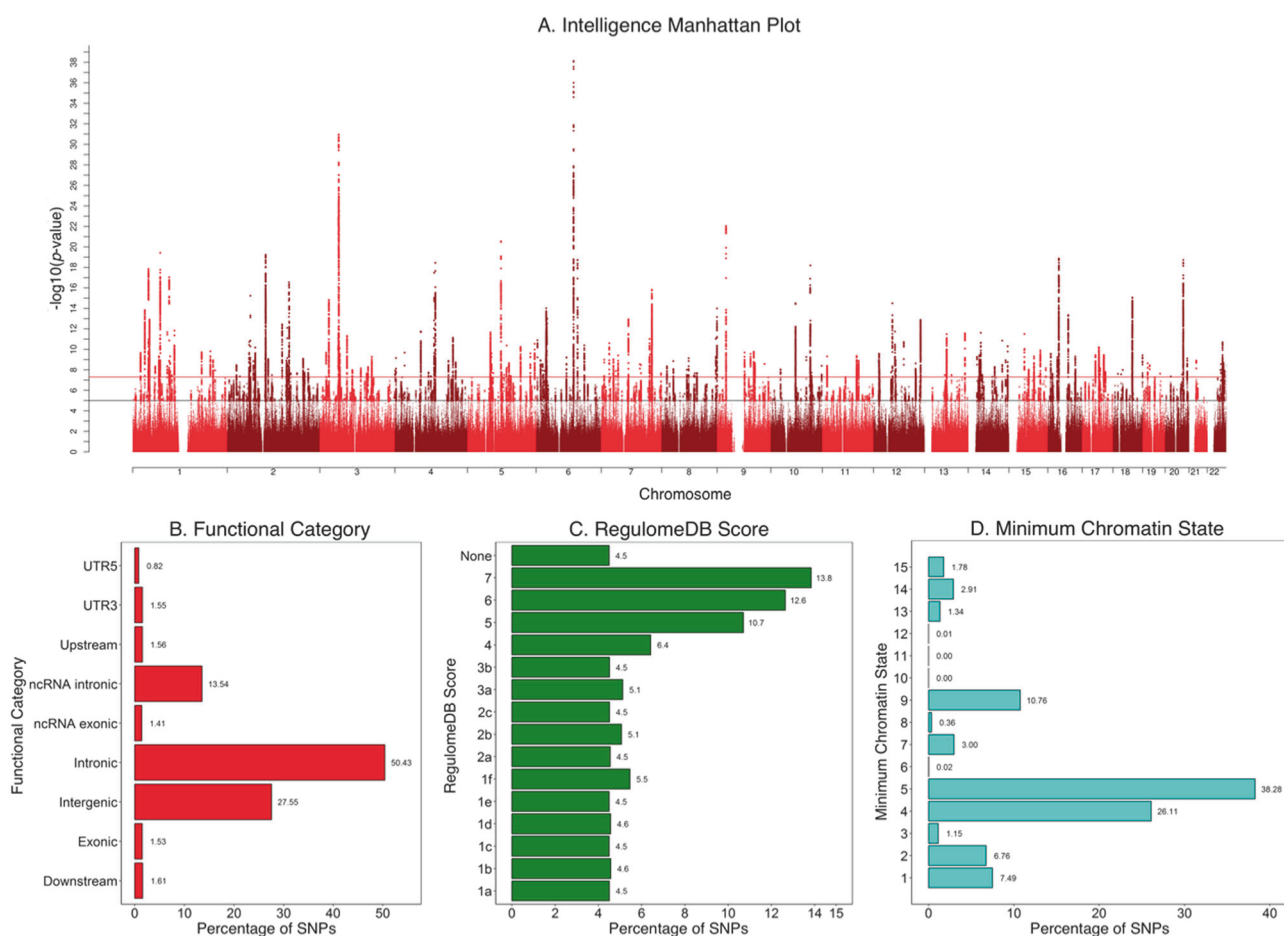 A. Intelligence Manhattan Plot
-log10(p-value)
38
36
34
32
30
28
26
24
22
20
18
16
14
12
10
8
6
4
2
0
1 2 3 4 5 6 7 8 9 10 11 12 13 14 15 16 17 18 19 20 21 22
Chromosome
B. Functional Category
Functional Category
UTR5 0.82
UTR3 1.55
Upstream 1.56
ncRNA intronic 13.54
ncRNA exonic 1.41
Intronic 50.43
Intergenic 27.55
Exonic 1.53
Downstream 1.61
0 10 20 30 40 50
Percentage of SNPs
C. RegulomeDB Score
RegulomeDB Score
None 4.5
7 13.8
6 12.6
5 10.7
4 6.4
3b 4.5
3a 5.1
2c 4.5
2b 5.1
2a 4.5
1f 5.5
1e 4.5
1d 4.6
1c 4.5
1b 4.6
1a 4.5
0 2 4 6 8 10 12 14 15
Percentage of SNPs
D. Minimum Chromatin State
Minimum Chromatin State
15 1.78
14 2.91
13 1.34
12 0.01
11 0.00
10 0.00
9 10.76
8 0.36
7 3.00
6 0.02
5 38.28
4 26.11
3 1.15
2 6.76
1 7.49
0 10 20 30 40
Percentage of SNPs